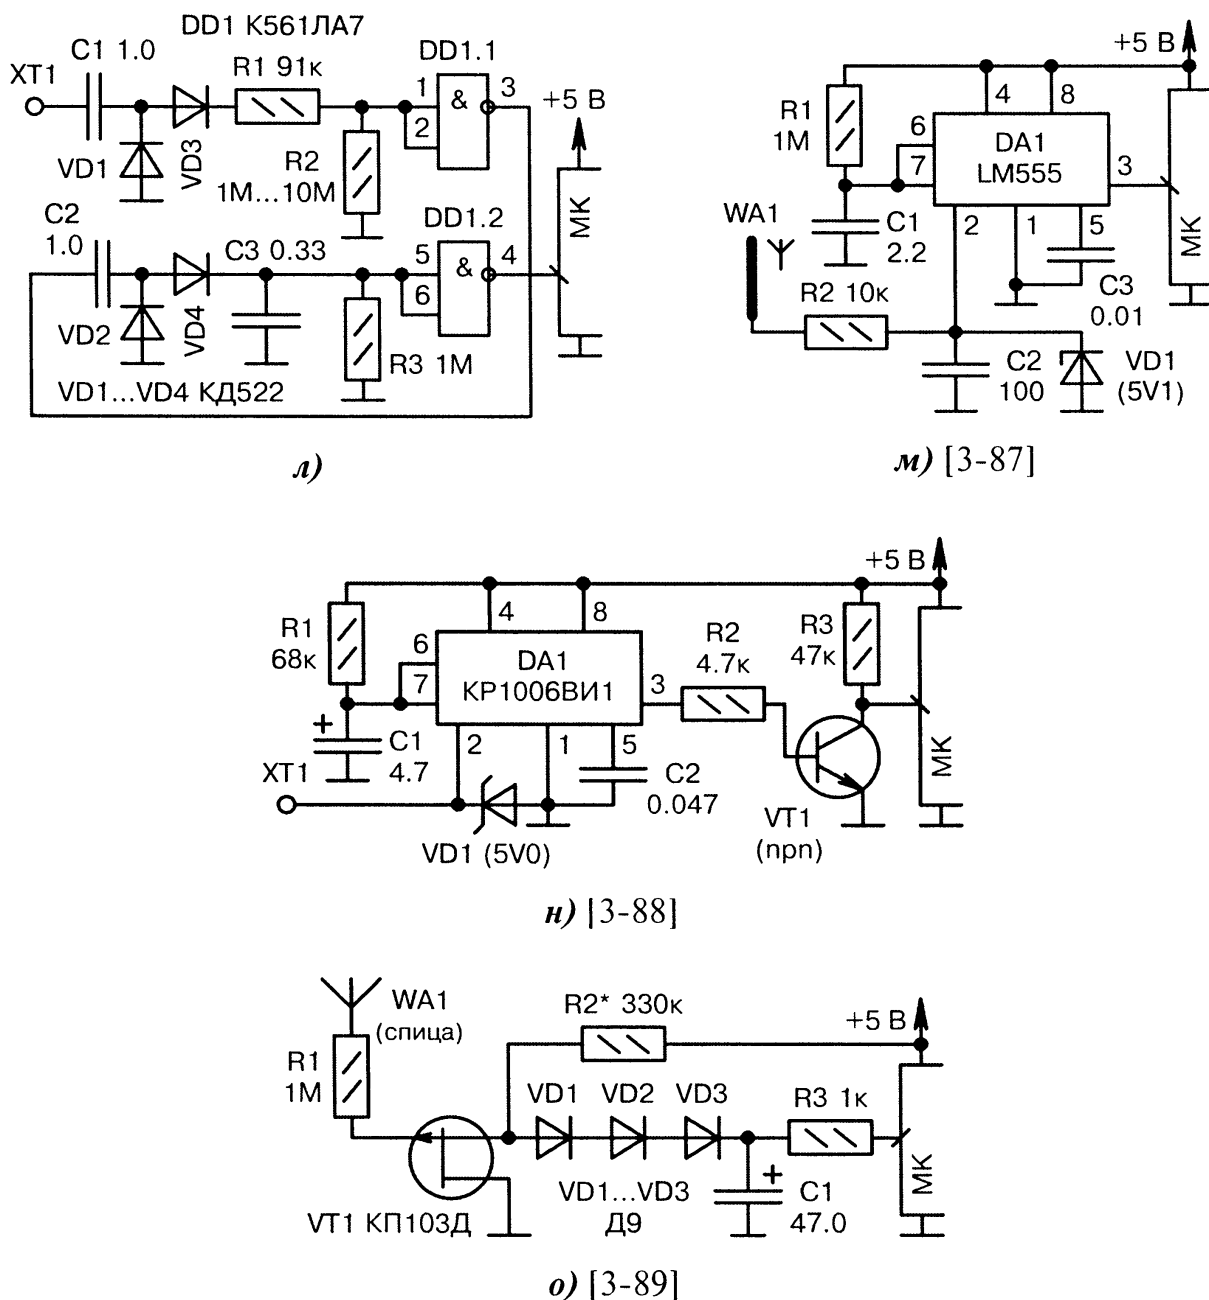 DD1 К561ЛА7
C1 1.0
XT1
R1 91к
DD1.1
1
2
&
3
+5 В
VD1
VD3
R2
1М...10М
C2
1.0
C3 0.33
DD1.2
5
6
&
4
МК
VD2
VD4
R3 1М
VD1...VD4 КД522
л)
+5 В
R1
1М
4
8
6
7
DA1
LM555
3
WA1
C1
2.2
2
1
5
МК
R2 10к
C3
0.01
C2
100
VD1
(5V1)
м) [3-87]
+5 В
R1
68к
4
8
6
7
DA1
КР1006ВИ1
3
R2
4.7к
R3
47к
+
C1
4.7
2
1
5
XT1
C2
0.047
МК
VD1 (5V0)
VT1
(npn)
н) [3-88]
WA1
(спица)
R2* 330к
+5 В
R1
1М
VD1
VD2
VD3
R3 1к
VT1 КП103Д
VD1...VD3
Д9
+
C1
47.0
МК
о) [3-89]